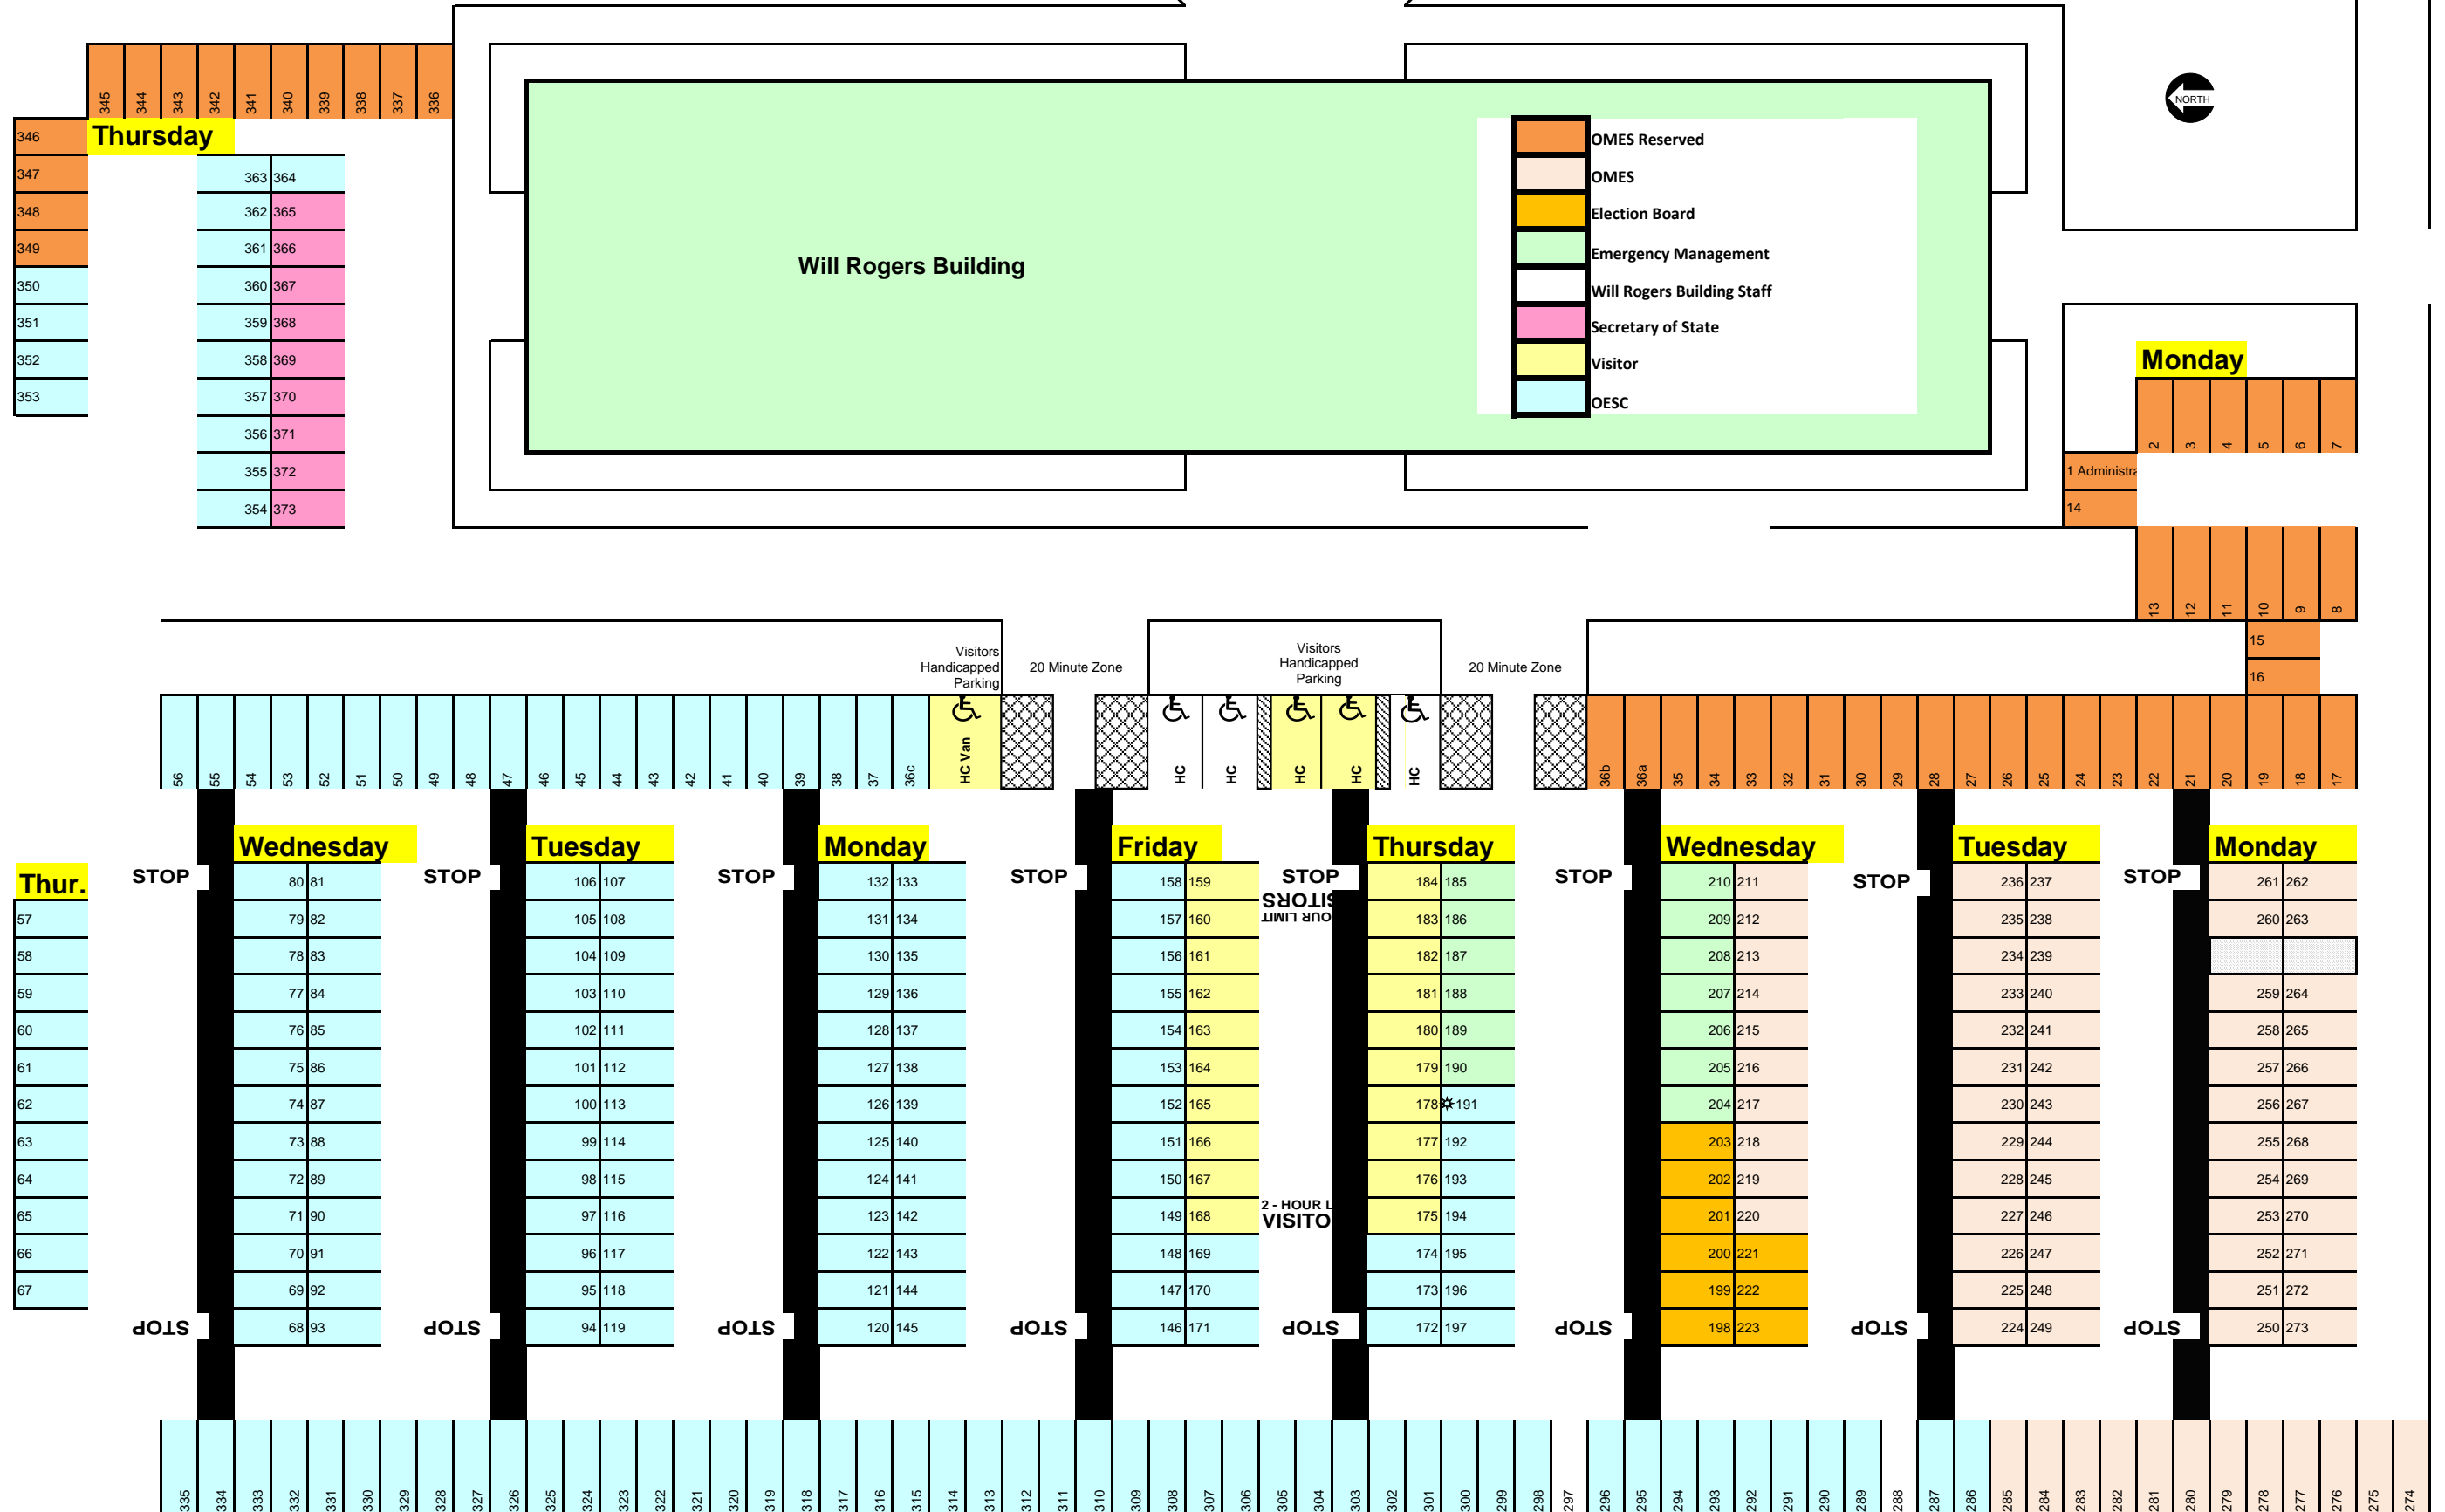 345 344 343 342 341 340 339 338 337 336
NORTH
346 Thursday
OMES Reserved
347 363 364
OMES
348 362 365
Election Board
349 361 366
Emergency Management
Will Rogers Building
350 360 367
Will Rogers Building Staff
351 359 368
Secretary of State
352 358 369
Visitor
Monday
353 357 370
OESC
356 371
2 3 4 5 6 7
355 372
1 Administra
354 373
14
13 12 11 10 9 8
15
16
Visitors
Handicapped
Parking
20 Minute Zone
Visitors
Handicapped
Parking
20 Minute Zone
56 55 54 53 52 51 50 49 48 47 46 45 44 43 42 41 40 39 38 37 36c HC Van HC HC HC HC HC 36b 36a 35 34 33 32 31 30 29 28 27 26 25 24 23 22 21 20 19 18 17
Wednesday Tuesday Monday Friday Thursday Wednesday Tuesday Monday
Thur. STOP STOP STOP STOP STOP STOP STOP STOP
80 81 106 107 132 133 158 159 184 185 210 211 236 237 261 262
57 79 82 105 108 131 134 157 160 183 186 209 212 235 238 260 263
SITORS
OUR LIMIT
58 78 83 104 109 130 135 156 161 182 187 208 213 234 239
59 77 84 103 110 129 136 155 162 181 188 207 214 233 240 259 264
60 76 85 102 111 128 137 154 163 180 189 206 215 232 241 258 265
61 75 86 101 112 127 138 153 164 179 190 205 216 231 242 257 266
62 74 87 100 113 126 139 152 165 178 191 204 217 230 243 256 267
63 73 88 99 114 125 140 151 166 177 192 203 218 229 244 255 268
64 72 89 98 115 124 141 150 167 176 193 202 219 228 245 254 269
65 71 90 97 116 123 142 149 168 175 194 201 220 227 246 253 270
2 - HOUR L
VISITO
66 70 91 96 117 122 143 148 169 174 195 200 221 226 247 252 271
67 69 92 95 118 121 144 147 170 173 196 199 222 225 248 251 272
68 93 94 119 120 145 146 171 172 197 198 223 224 249 250 273
STOP STOP STOP STOP STOP STOP STOP STOP
335 334 333 332 331 330 329 328 327 326 325 324 323 322 321 320 319 318 317 316 315 314 313 312 311 310 309 308 307 306 305 304 303 302 301 300 299 298 297 296 295 294 293 292 291 290 289 288 287 286 285 284 283 282 281 280 279 278 277 276 275 274